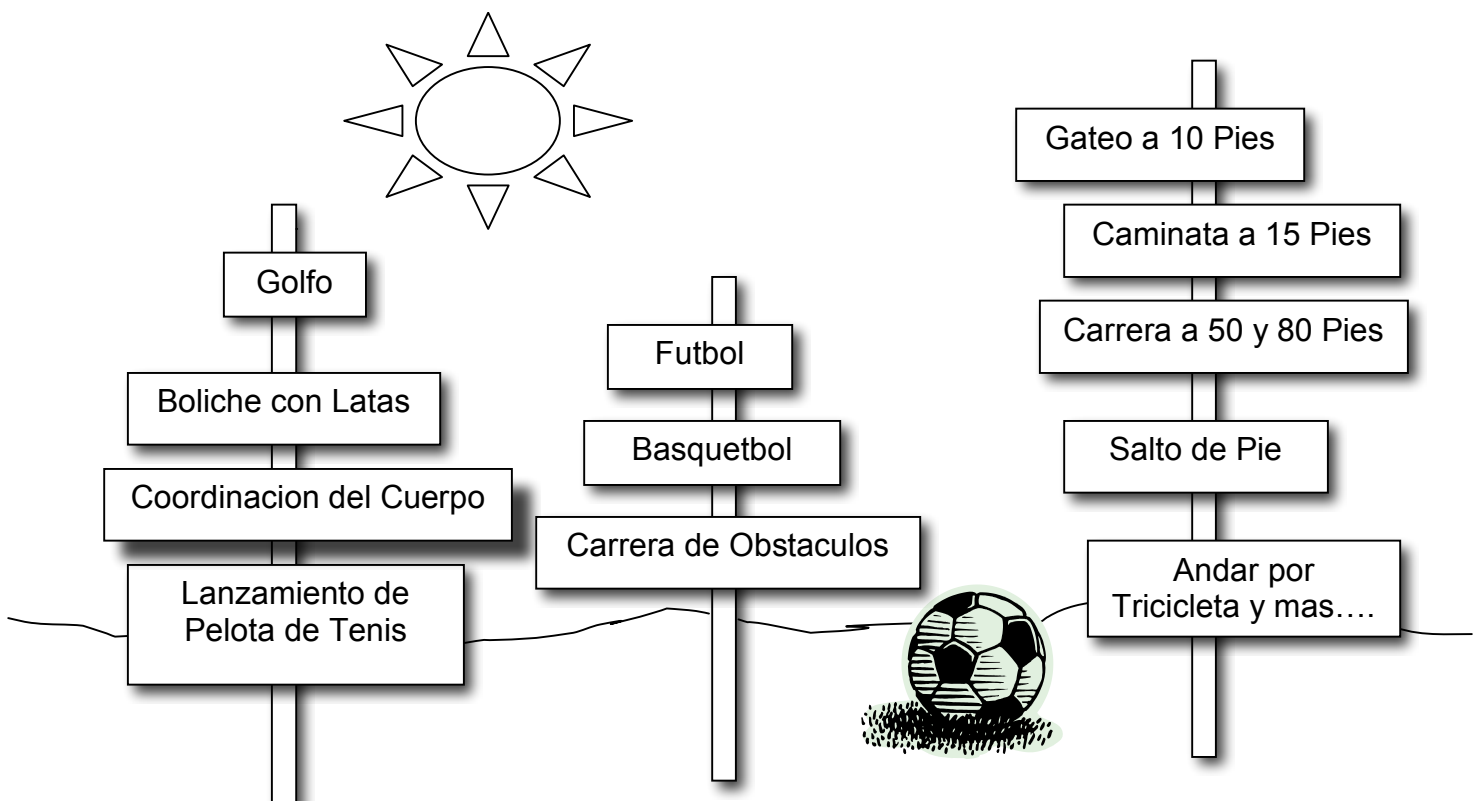 Golfo
Boliche con Latas
Coordinacion del Cuerpo
Lanzamiento de
Pelota de Tenis
Futbol
Basquetbol
Carrera de Obstaculos
Gateo a 10 Pies
Caminata a 15 Pies
Carrera a 50 y 80 Pies
Salto de Pie
Andar por
Tricicleta y mas….